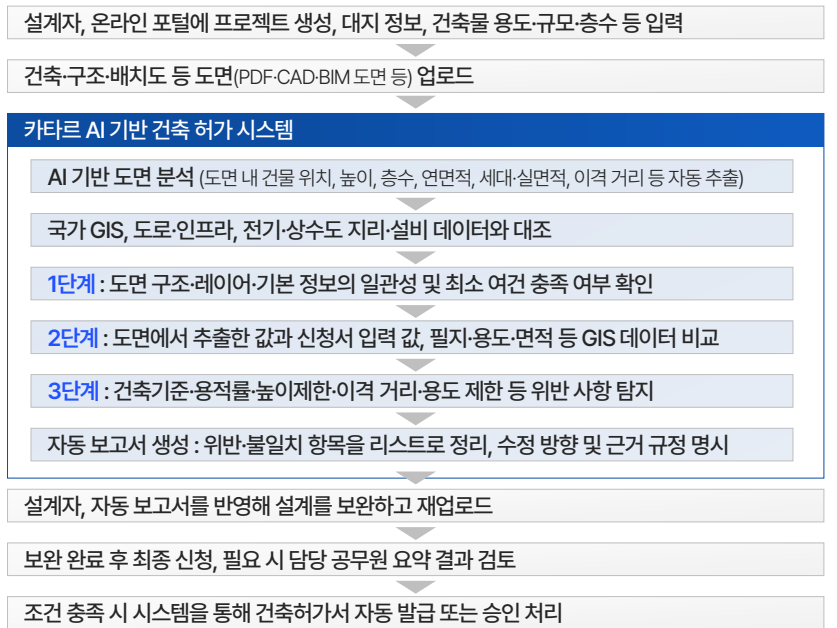 설계자, 온라인 포털에 프로젝트 생성, 대지 정보, 건축물 용도·규모·층수 등 입력
건축·구조·배치도 등 도면(PDF·CAD·BIM 도면 등) 업로드
카타르 AI 기반 건축 허가 시스템
AI 기반 도면 분석 (도면 내 건물 위치, 높이, 층수, 연면적, 세대·실면적, 이격 거리 등 자동 추출)
국가 GIS, 도로·인프라, 전기·상수도 지리·설비 데이터와 대조
1단계 : 도면 구조·레이어·기본 정보의 일관성 및 최소 여건 충족 여부 확인
2단계 : 도면에서 추출한 값과 신청서 입력 값, 필지·용도·면적 등 GIS 데이터 비교
3단계 : 건축기준·용적률·높이제한·이격 거리·용도 제한 등 위반 사항 탐지
자동 보고서 생성 : 위반·불일치 항목을 리스트로 정리, 수정 방향 및 근거 규정 명시
설계자, 자동 보고서를 반영해 설계를 보완하고 재업로드
보완 완료 후 최종 신청, 필요 시 담당 공무원 요약 결과 검토
조건 충족 시 시스템을 통해 건축허가서 자동 발급 또는 승인 처리